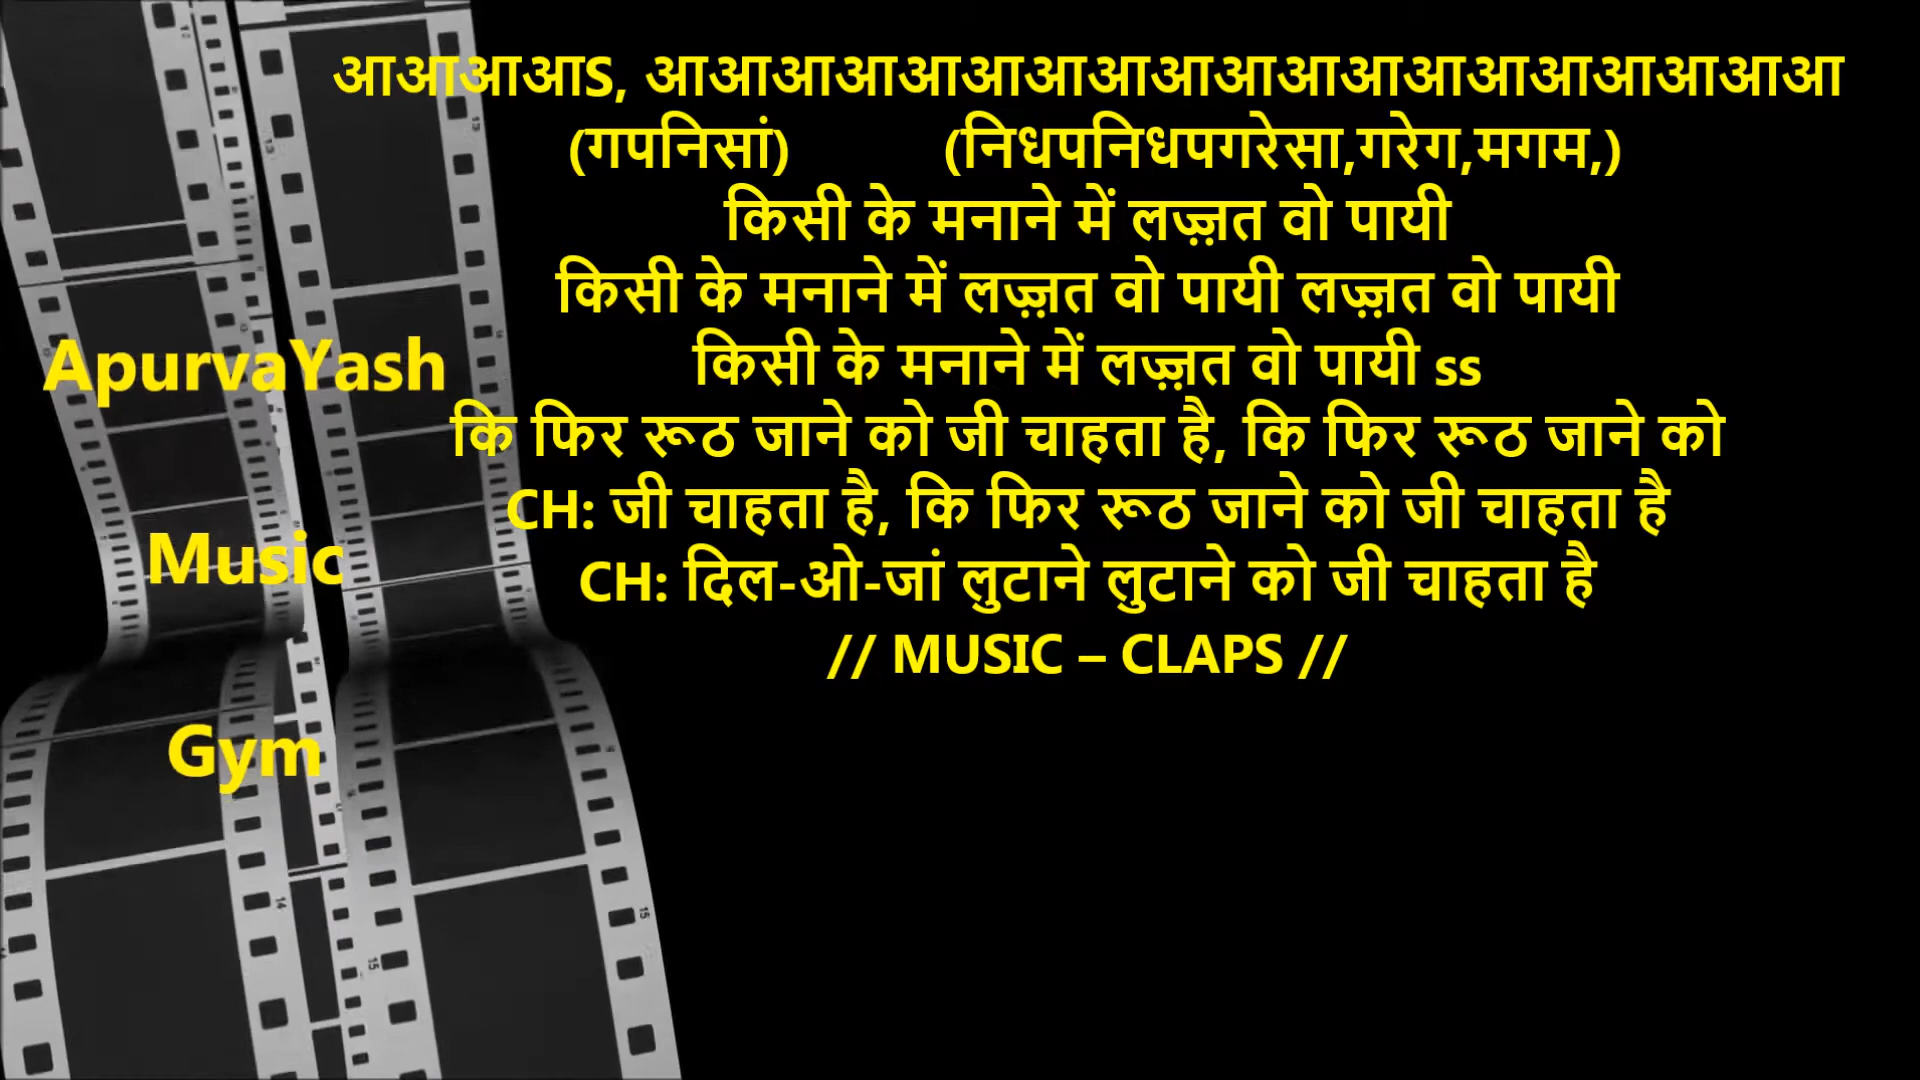 आआआआS, आआआआआआआआआआआआआआआआआआआ
(गपनिसां) (निधपनिधपगरेसा,गरेग,मगम,)
किसी के मनाने में लज़्ज़त वो पायी
किसी के मनाने में लज़्ज़त वो पायी लज़्ज़त वो पायी
किसी के मनाने में लज़्ज़त वो पायी ss
कि फिर रूठ जाने को जी चाहता है, कि फिर रूठ जाने को
CH: जी चाहता है, कि फिर रूठ जाने को जी चाहता है
CH: दिल-ओ-जां लुटाने लुटाने को जी चाहता है
// MUSIC – CLAPS //
ApurvaYash
Music
Gym